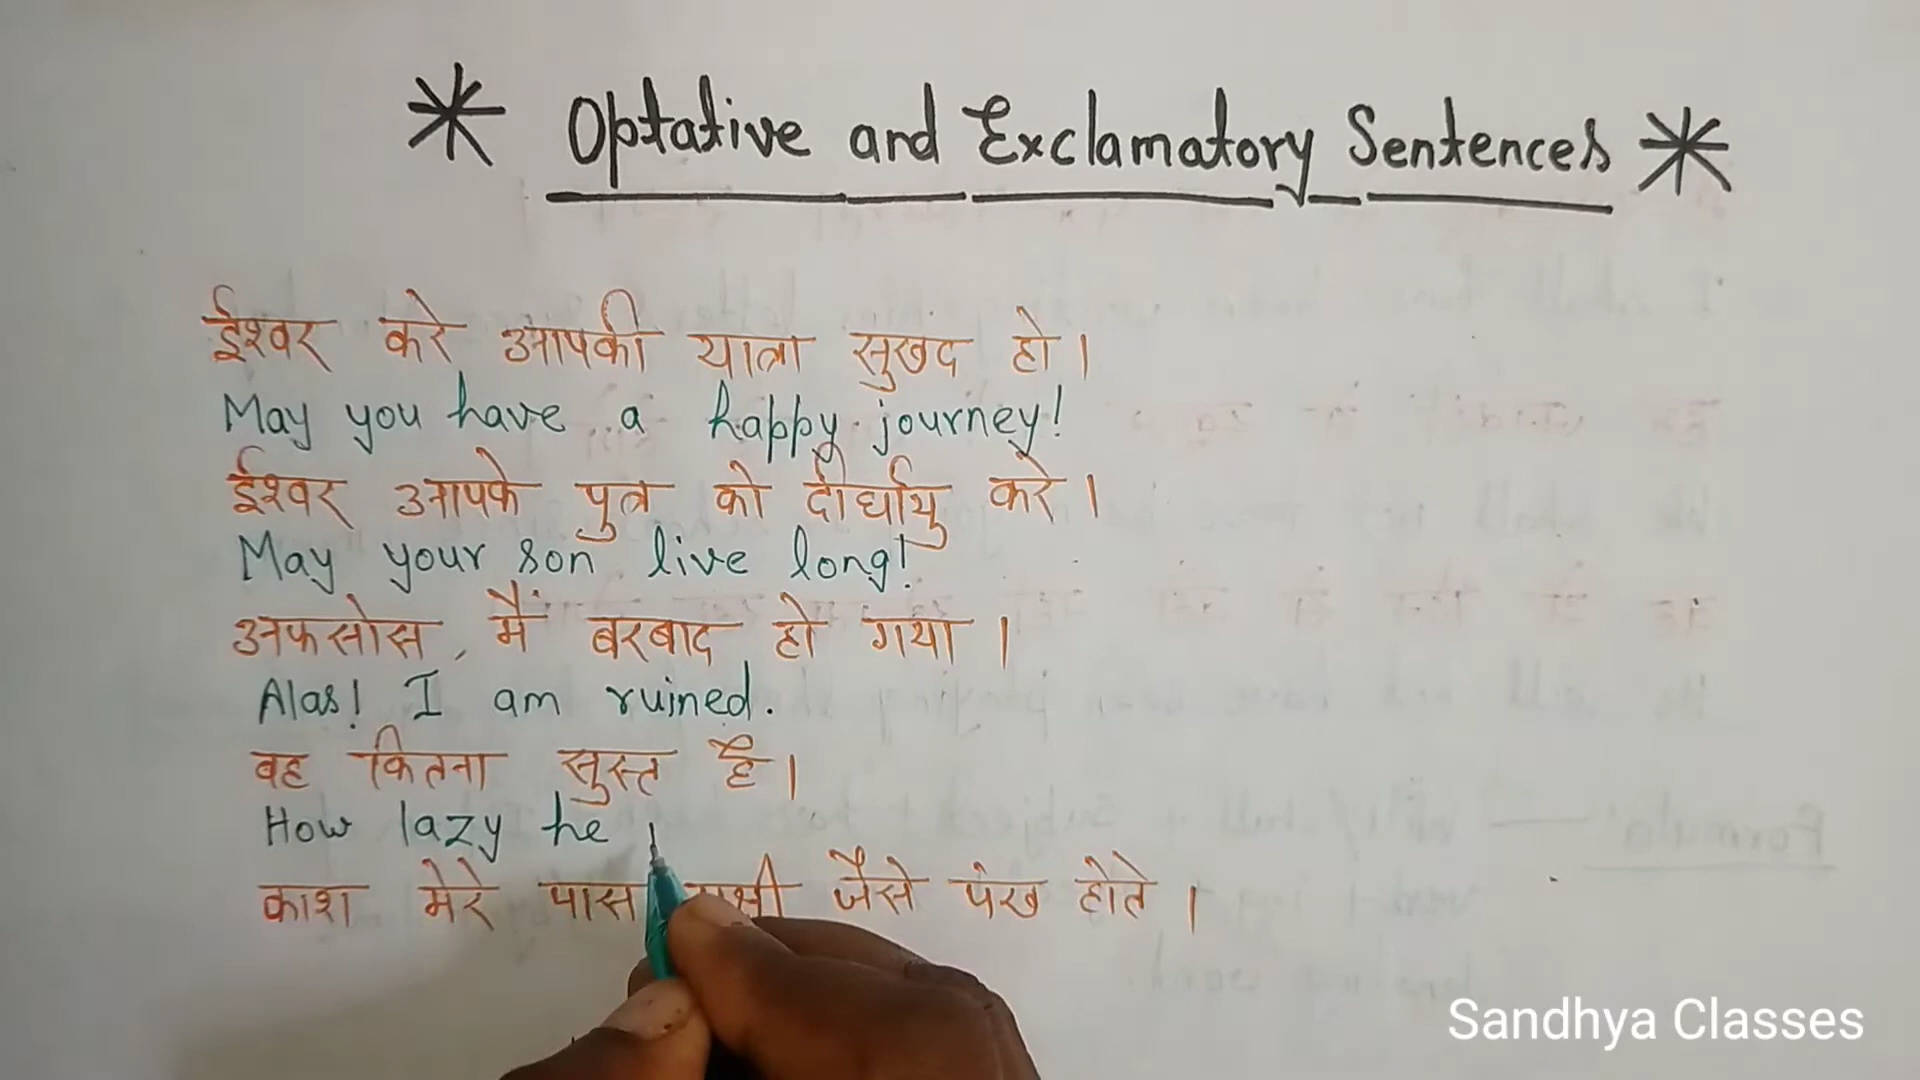 * Optative and Exclamatory Sentences *
ईश्वर करे आपकी यात्रा सुखद हो।
May you have a happy journey!
ईश्वर आपके पुत्र को दीर्घायु करे।
May your son live long!
अफसोस, मैं बरबाद हो गया।
Alas! I am ruined.
वह कितना सुस्त है।
How lazy he
काश मेरे पास जैसे पंख होते।
Sandhya Classes